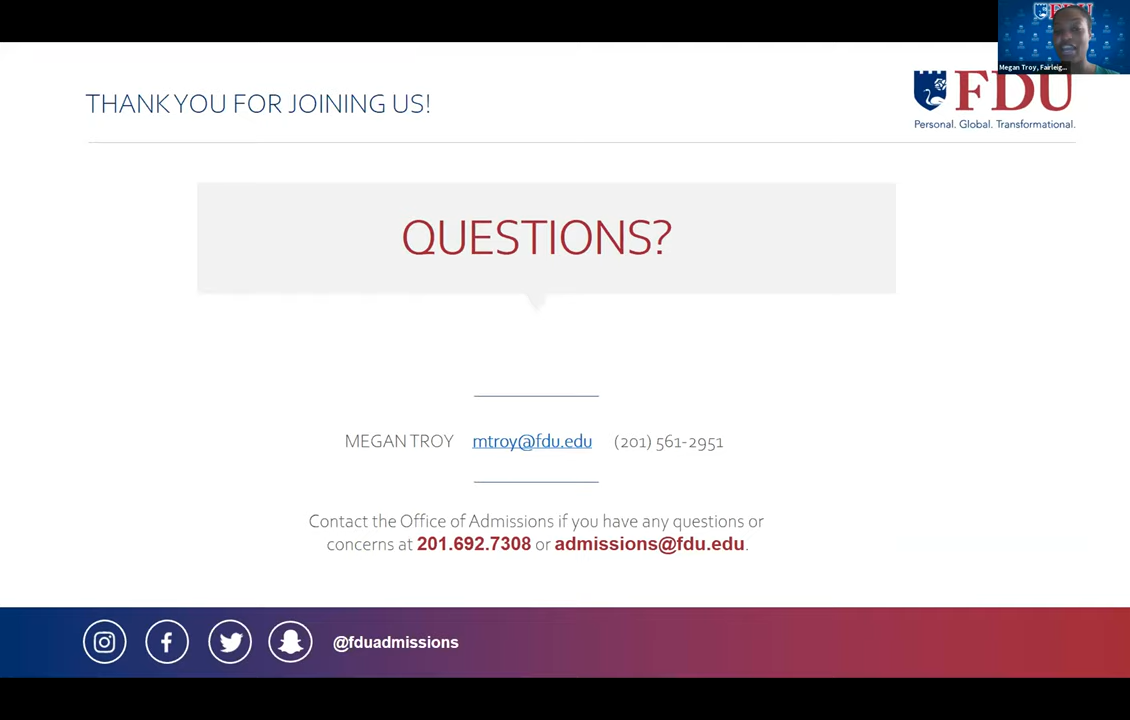 Megan Troy, Fairleig...
THANK YOU FOR JOINING US!
FDU
Personal. Global. Transformational.
QUESTIONS?
MEGAN TROY mtroy@fdu.edu (201) 561-2951
Contact the Office of Admissions if you have any questions or
concerns at 201.692.7308 or admissions@fdu.edu.
@fduadmissions